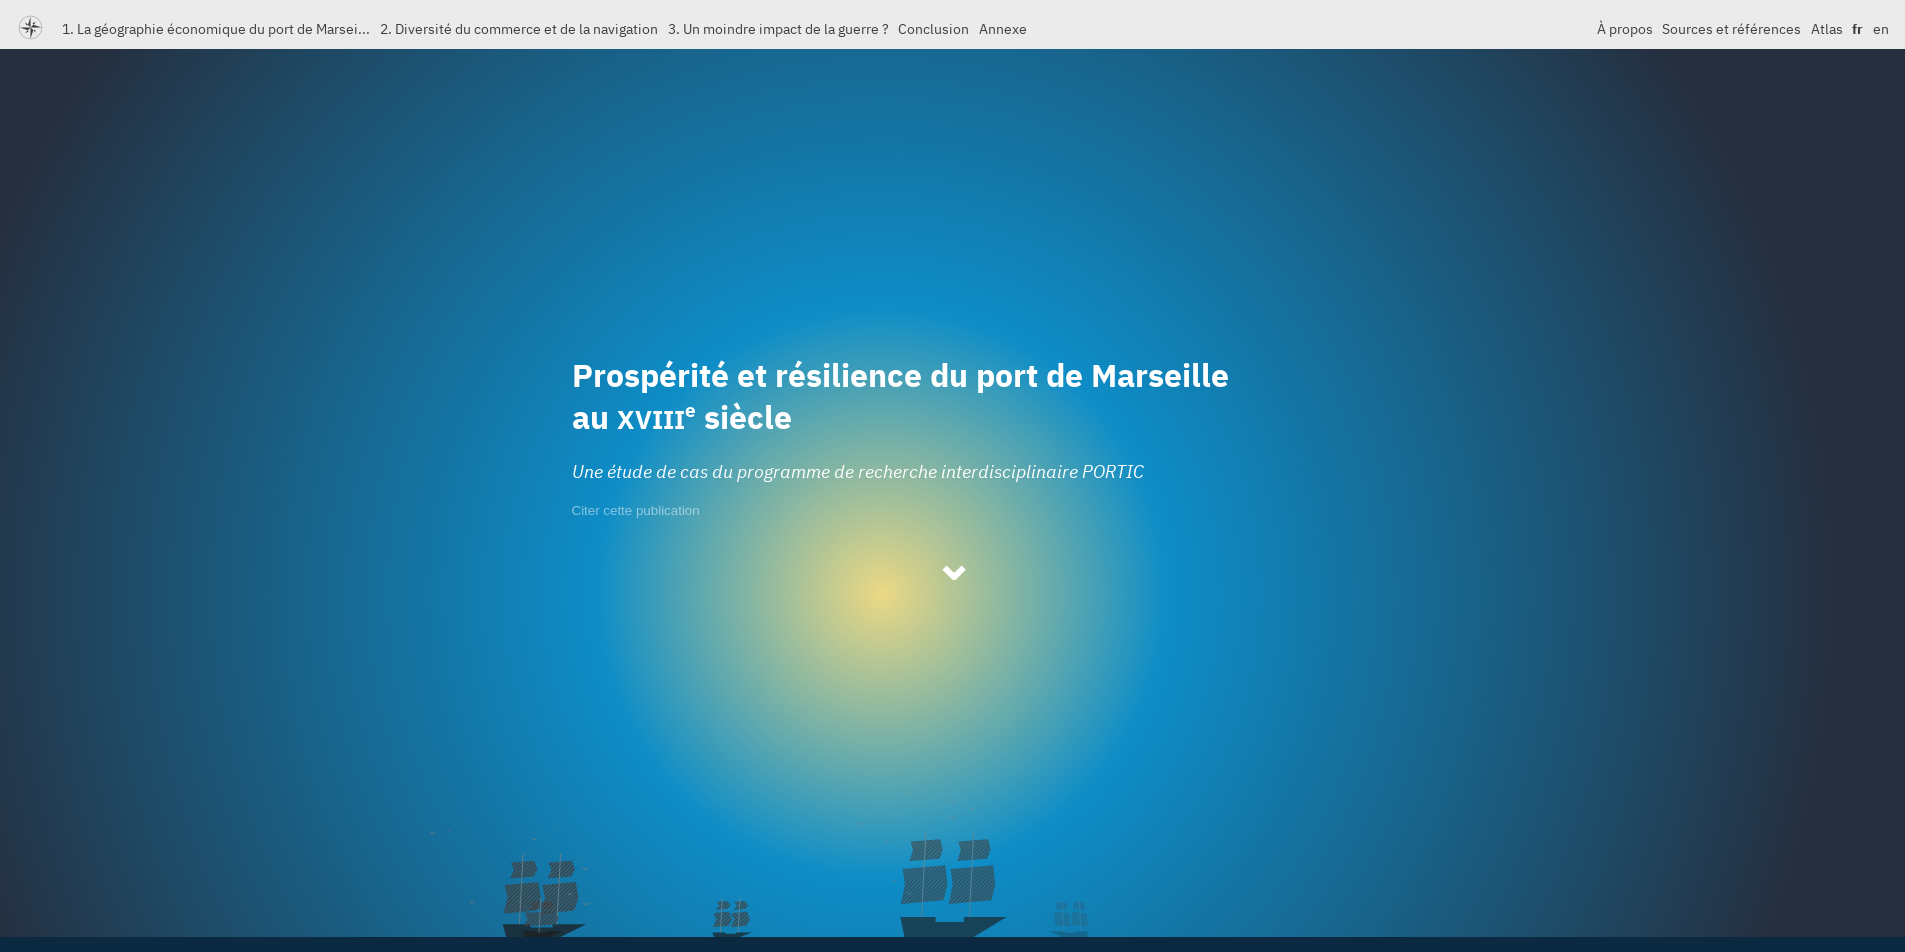 1. La géographie économique du port de Marsei... 2. Diversité du commerce et de la navigation 3. Un moindre impact de la guerre ? Conclusion Annexe À propos Sources et références Atlas fr en
Prospérité et résilience du port de Marseille
au XVIIIe siècle
Une étude de cas du programme de recherche interdisciplinaire PORTIC
Citer cette publication